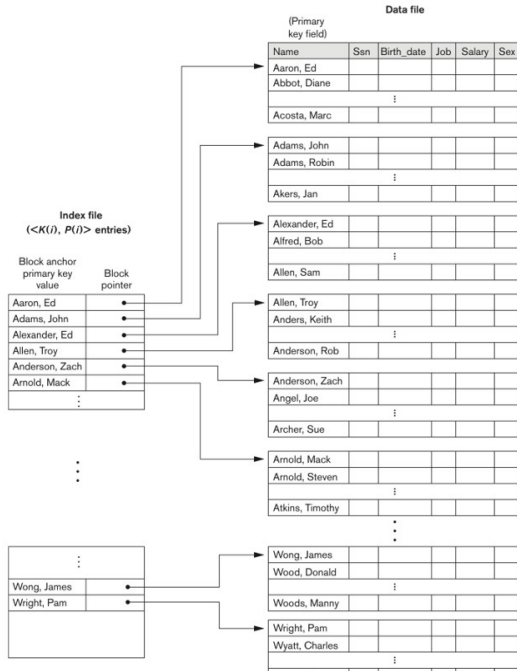 Data file
(Primary
key field)
Name Ssn Birth_date Job Salary Sex
Aaron, Ed
Abbot, Diane
⋮
Acosta, Marc
Adams, John
Adams, Robin
⋮
Akers, Jan
Alexander, Ed
Alfred, Bob
⋮
Allen, Sam
Allen, Troy
Anders, Keith
⋮
Anderson, Rob
Anderson, Zach
Angel, Joe
⋮
Archer, Sue
Arnold, Mack
Arnold, Steven
⋮
Atkins, Timothy
⋮
Wong, James
Wood, Donald
⋮
Woods, Manny
Wright, Pam
Wyatt, Charles
⋮
Index file
(<K(i), P(i)> entries)
Block anchor
primary key
value
Block
pointer
Aaron, Ed
Adams, John
Alexander, Ed
Allen, Troy
Anderson, Zach
Arnold, Mack
⋮
⋮
⋮
Wong, James
Wright, Pam